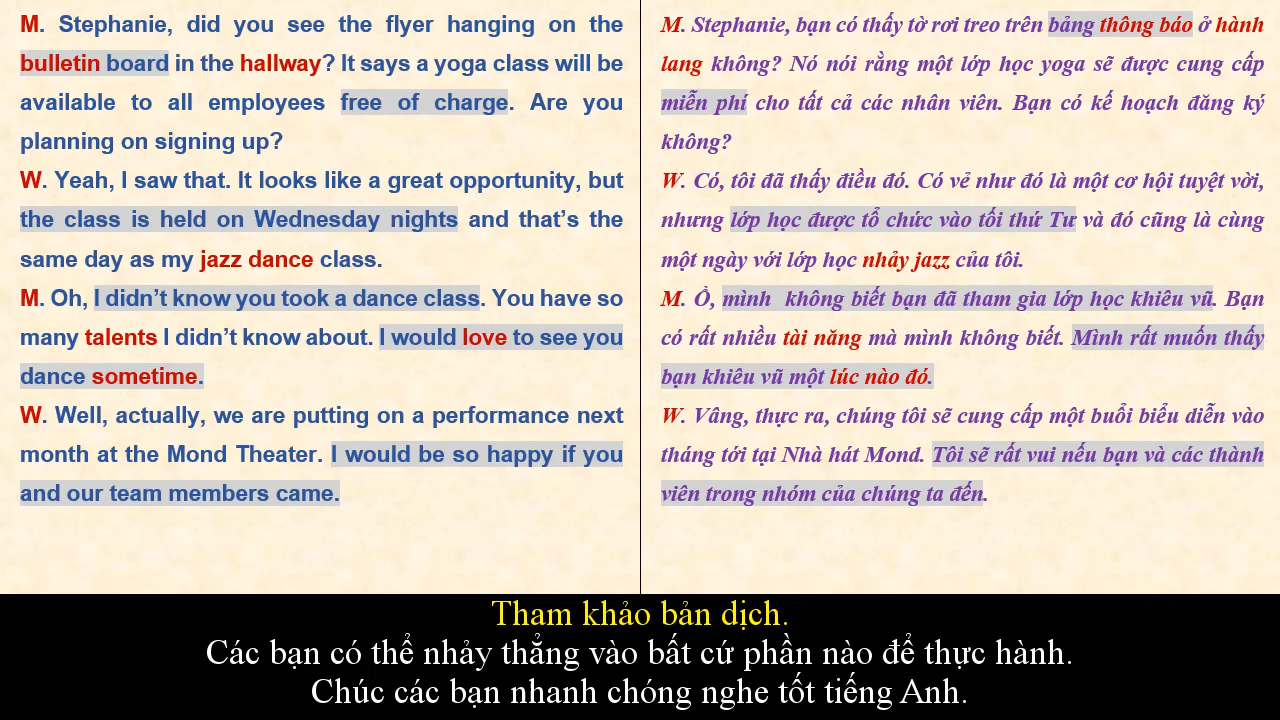 M. Stephanie, did you see the flyer hanging on the
bulletin board in the hallway? It says a yoga class will be
available to all employees free of charge. Are you
planning on signing up?
W. Yeah, I saw that. It looks like a great opportunity, but
the class is held on Wednesday nights and that’s the
same day as my jazz dance class.
M. Oh, I didn’t know you took a dance class. You have so
many talents I didn’t know about. I would love to see you
dance sometime.
W. Well, actually, we are putting on a performance next
month at the Mond Theater. I would be so happy if you
and our team members came.
M. Stephanie, bạn có thấy tờ rơi treo trên bảng thông báo ở hành
lang không? Nó nói rằng một lớp học yoga sẽ được cung cấp
miễn phí cho tất cả các nhân viên. Bạn có kế hoạch đăng ký
không?
W. Có, tôi đã thấy điều đó. Có vẻ như đó là một cơ hội tuyệt vời,
nhưng lớp học được tổ chức vào tối thứ Tư và đó cũng là cùng
một ngày với lớp học nhảy jazz của tôi.
M. Ồ, mình không biết bạn đã tham gia lớp học khiêu vũ. Bạn
có rất nhiều tài năng mà mình không biết. Mình rất muốn thấy
bạn khiêu vũ một lúc nào đó.
W. Vâng, thực ra, chúng tôi sẽ cung cấp một buổi biểu diễn vào
tháng tới tại Nhà hát Mond. Tôi sẽ rất vui nếu bạn và các thành
viên trong nhóm của chúng ta đến.
Tham khảo bản dịch.
Các bạn có thể nhảy thẳng vào bất cứ phần nào để thực hành.
Chúc các bạn nhanh chóng nghe tốt tiếng Anh.